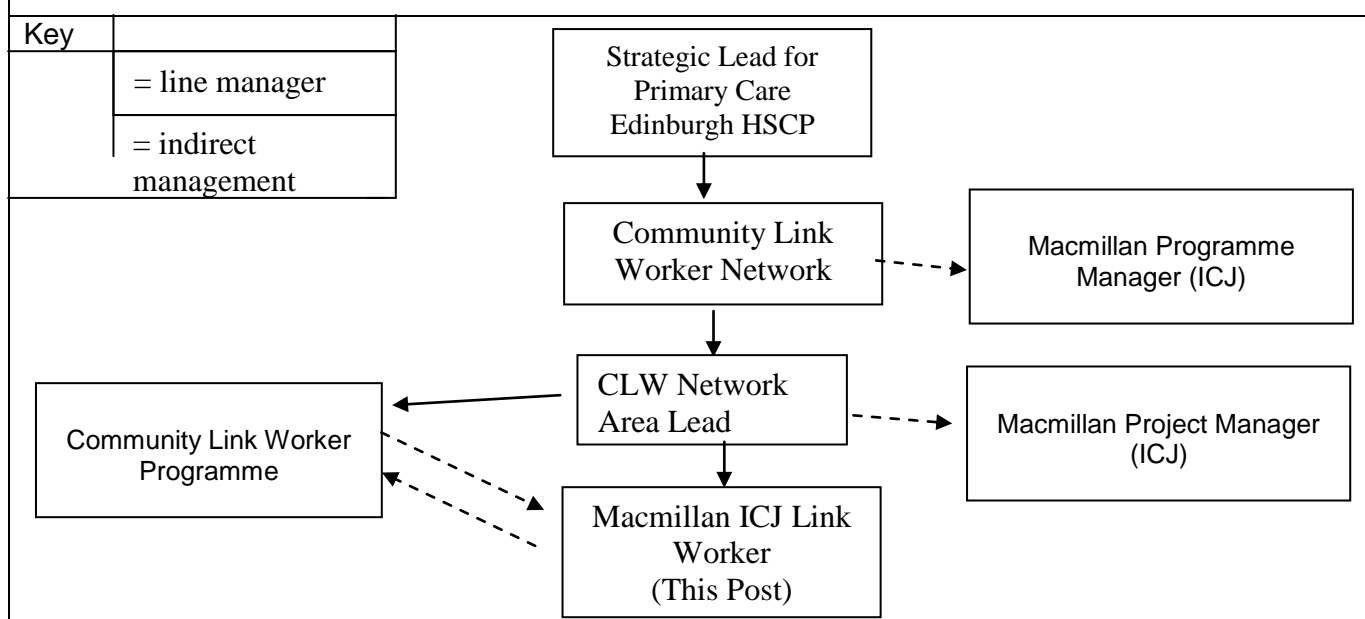 Key
= line manager
= indirect
management
Strategic Lead for
Primary Care
Edinburgh HSCP
Community Link
Worker Network
Macmillan Programme
Manager (ICJ)
CLW Network
Area Lead
Macmillan Project Manager
(ICJ)
Community Link Worker
Programme
Macmillan ICJ Link
Worker
(This Post)